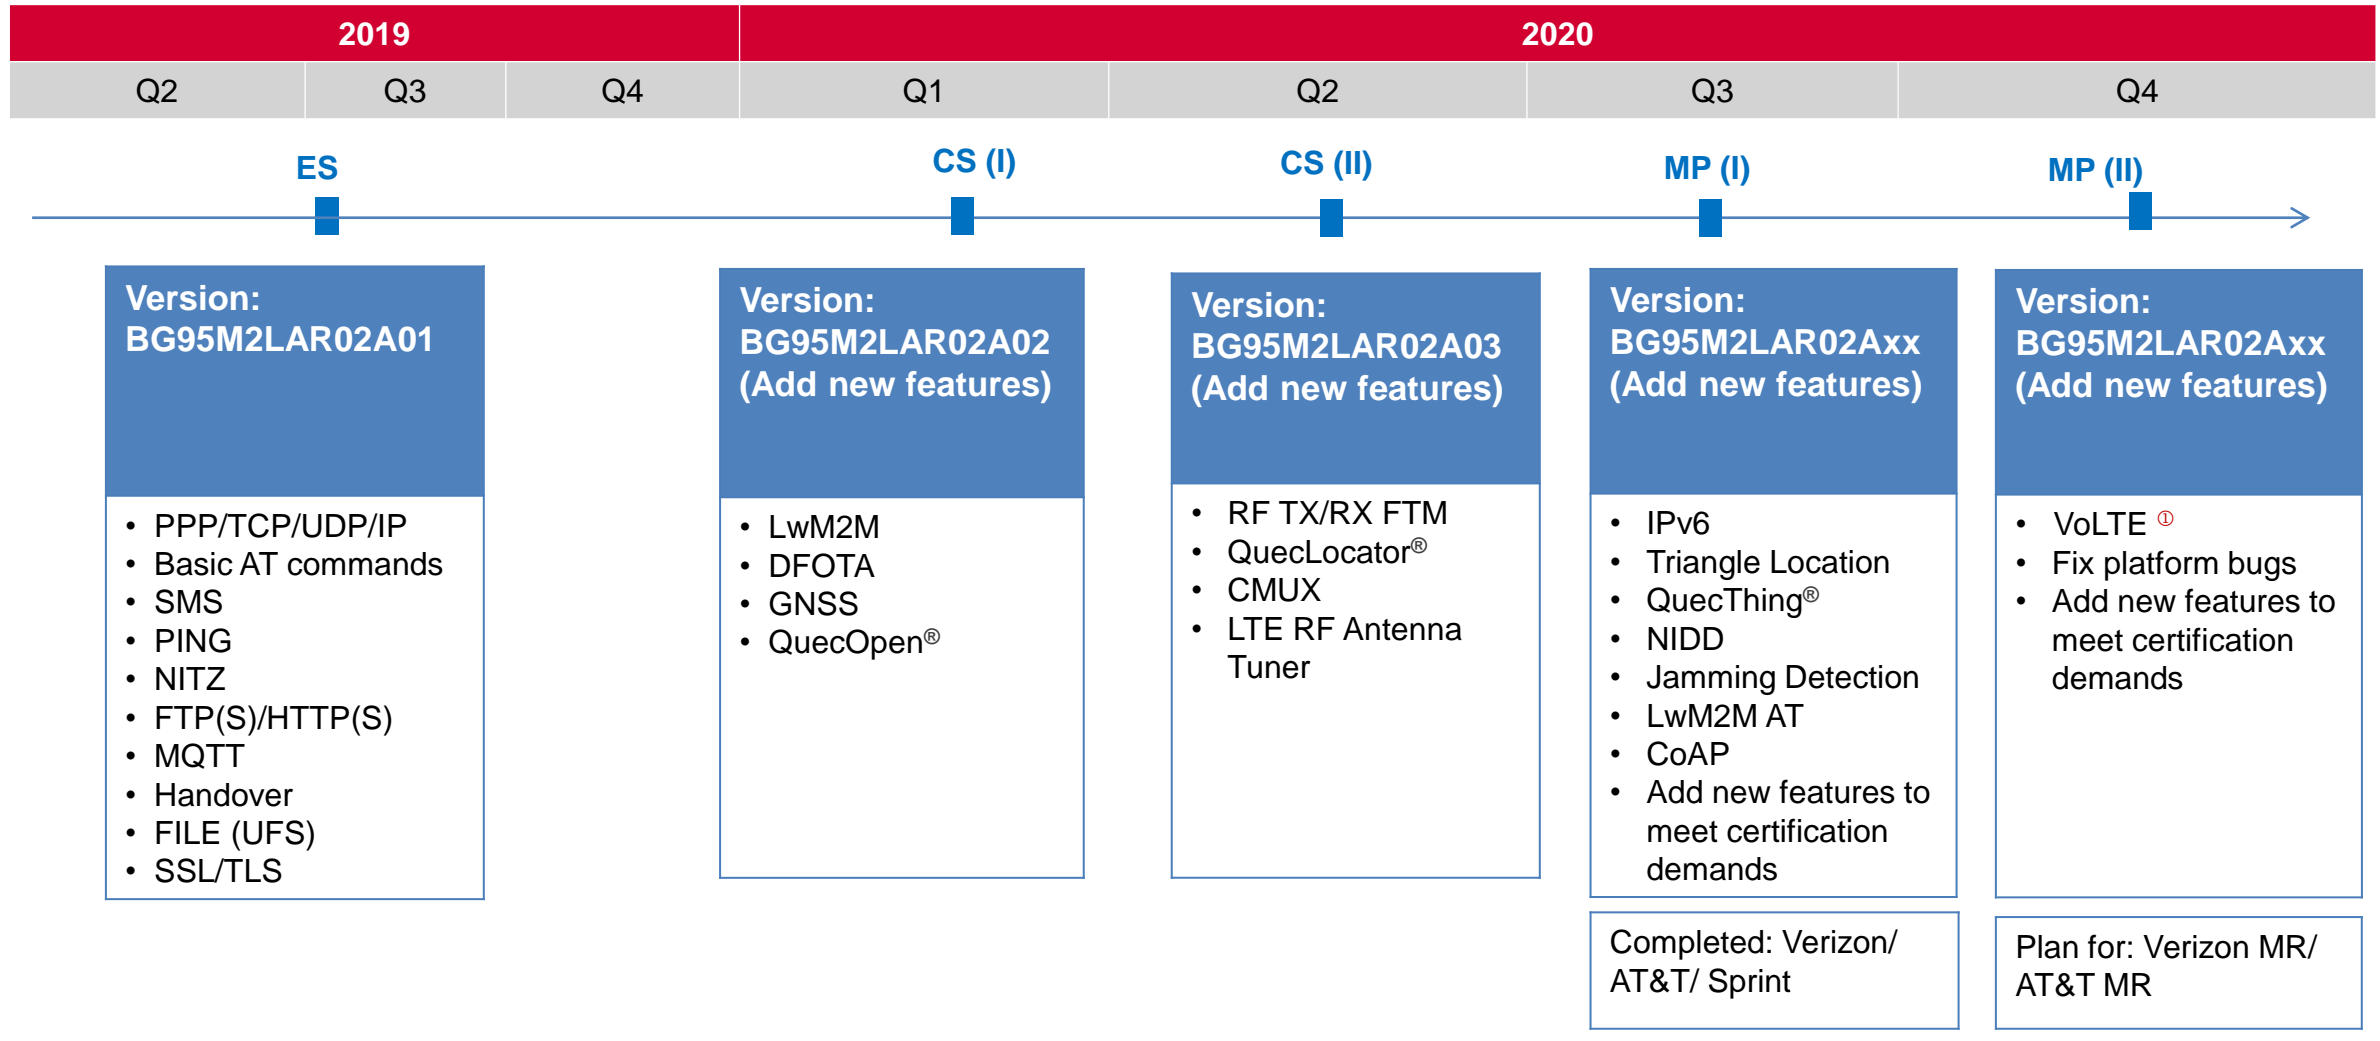 2019
2020
Q2
Q3
Q4
Q1
Q2
Q3
Q4
ES
CS (I)
CS (II)
MP (I)
MP (II)
Version:
BG95M2LAR02A01
• PPP/TCP/UDP/IP
• Basic AT commands
• SMS
• PING
• NITZ
• FTP(S)/HTTP(S)
• MQTT
• Handover
• FILE (UFS)
• SSL/TLS
Version:
BG95M2LAR02A02
(Add new features)
• LwM2M
• DFOTA
• GNSS
• QuecOpen®
Version:
BG95M2LAR02A03
(Add new features)
• RF TX/RX FTM
• QuecLocator®
• CMUX
• LTE RF Antenna
Tuner
Version:
BG95M2LAR02Axx
(Add new features)
• IPv6
• Triangle Location
• QuecThing®
• NIDD
• Jamming Detection
• LwM2M AT
• CoAP
• Add new features to
meet certification
demands
Completed: Verizon/
AT&T/ Sprint
Version:
BG95M2LAR02Axx
(Add new features)
• VoLTE ①
• Fix platform bugs
• Add new features to
meet certification
demands
Plan for: Verizon MR/
AT&T MR